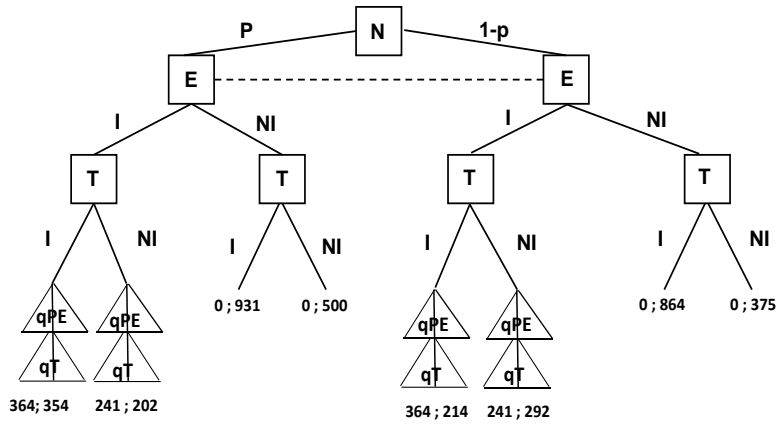 P N 1-p
E E
I NI I NI
T T T T
I NI I NI I NI I NI
0 ; 931 0 ; 500 0 ; 864 0 ; 375
qPE qPE qPE qPE
qT qT qT qT
364; 354 241 ; 202 364 ; 214 241 ; 292